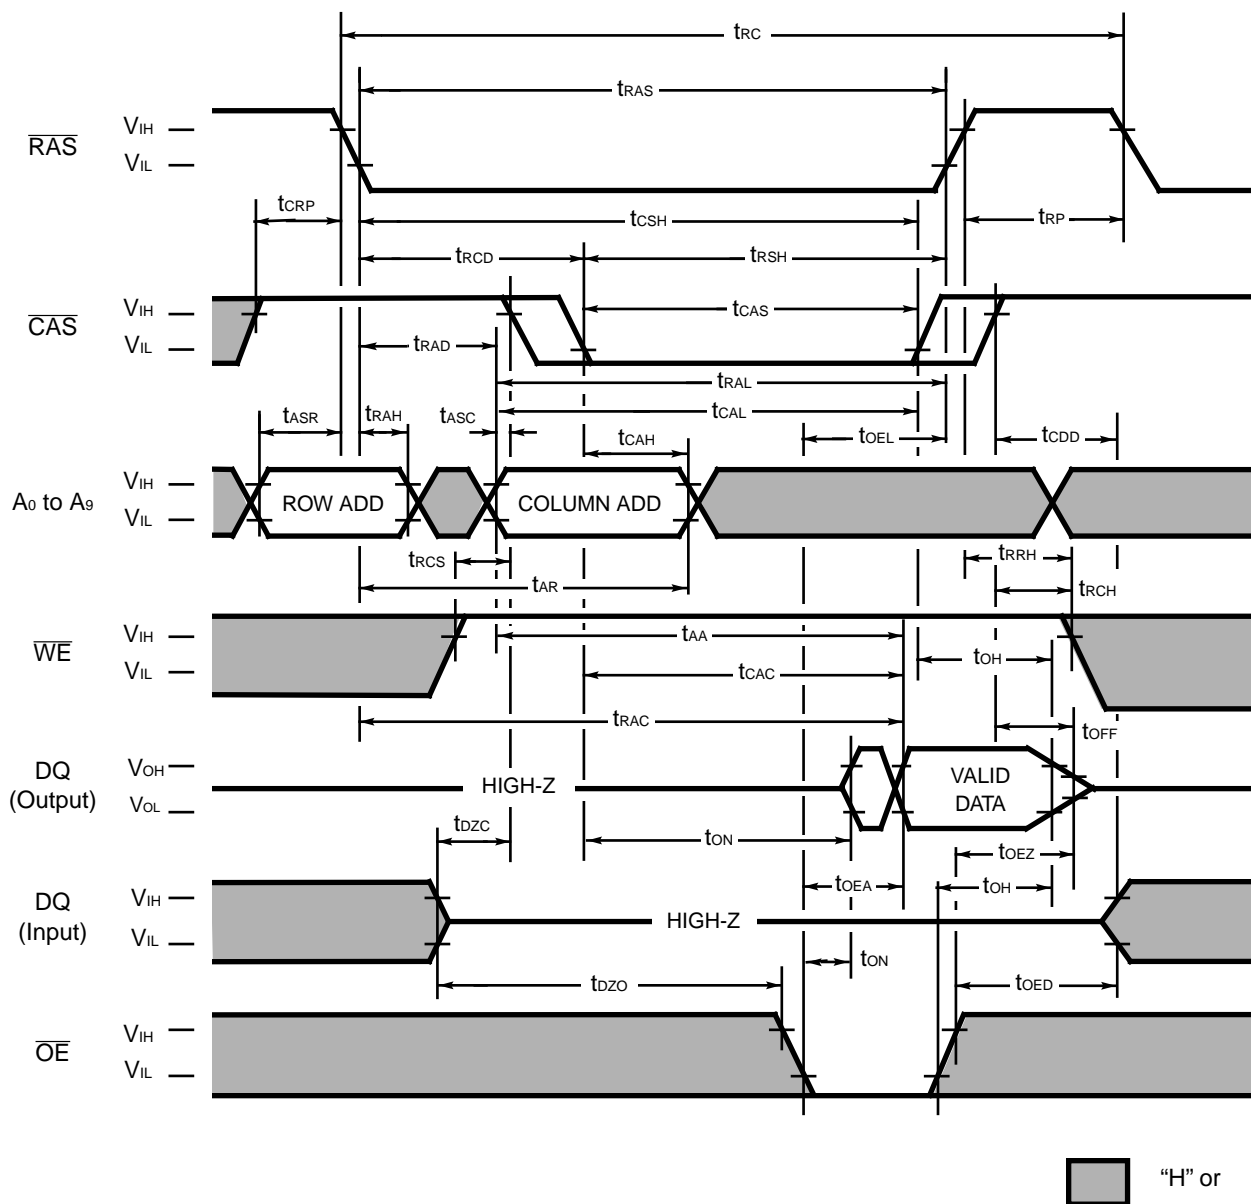 tRC
tRAS
RAS
VIH
VIL
tCRP
tCSH
tRP
tRCD
tRSH
CAS
VIH
VIL
tCAS
tRAD
tRAL
tASR
tRAH
tASC
tCAL
tCAH
tOEL
tCDD
A0 to A9
VIH
VIL
ROW ADD
COLUMN ADD
tRCS
tRRH
tAR
tRCH
WE
VIH
VIL
tAA
tCAC
tOH
tRAC
tOFF
DQ
(Output)
VOH
VOL
HIGH-Z
VALID
DATA
tDZC
tON
tOEZ
tOEA
tOH
DQ
(Input)
VIH
VIL
HIGH-Z
tON
tDZO
tOED
OE
VIH
VIL
“H” or